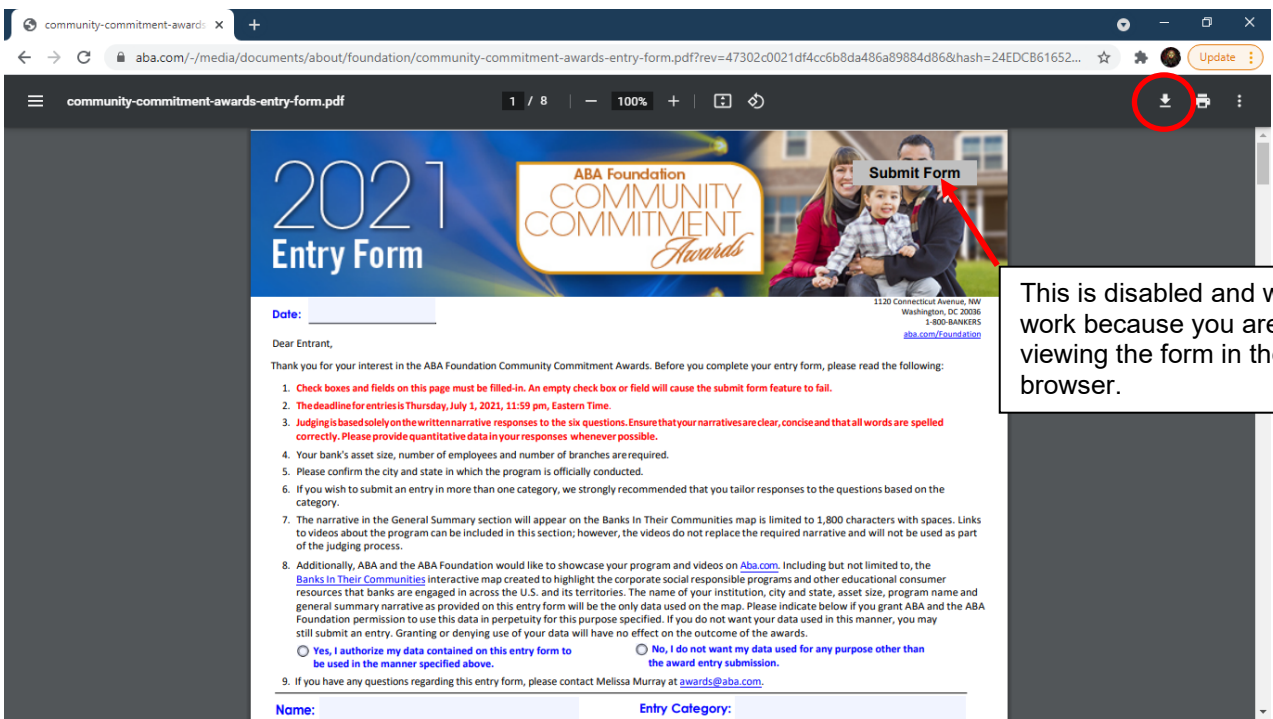 community-commitment-awards
aba.com/-/media/documents/about/foundation/community-commitment-awards-entry-form.pdf?rev=47302c0021df4cc6b8da486a89884d86&hash=24EDCB61652...
Update
community-commitment-awards-entry-form.pdf
1 / 8
100%
2021
Entry Form
ABA Foundation
COMMUNITY
COMMITMENT
Awards
Submit Form
This is disabled and w
work because you are
viewing the form in the
browser.
1120 Connecticut Avenue, NW
Washington, DC 20036
1-800-BANKERS
aba.com/Foundation
Date:
Dear Entrant,
Thank you for your interest in the ABA Foundation Community Commitment Awards. Before you complete your entry form, please read the following:
1. Check boxes and fields on this page must be filled-in. An empty check box or field will cause the submit form feature to fail.
2. The deadline for entries is Thursday, July 1, 2021, 11:59 pm, Eastern Time.
3. Judging is based solely on the written narrative responses to the six questions. Ensure that your narratives are clear, concise and that all words are spelled
correctly. Please provide quantitative data in your responses whenever possible.
4. Your bank's asset size, number of employees and number of branches are required.
5. Please confirm the city and state in which the program is officially conducted.
6. If you wish to submit an entry in more than one category, we strongly recommended that you tailor responses to the questions based on the
category.
7. The narrative in the General Summary section will appear on the Banks In Their Communities map is limited to 1,800 characters with spaces. Links
to videos about the program can be included in this section; however, the videos do not replace the required narrative and will not be used as part
of the judging process.
8. Additionally, ABA and the ABA Foundation would like to showcase your program and videos on Aba.com. Including but not limited to, the
Banks In Their Communities interactive map created to highlight the corporate social responsible programs and other educational consumer
resources that banks are engaged in across the U.S. and its territories. The name of your institution, city and state, asset size, program name and
general summary narrative as provided on this entry form will be the only data used on the map. Please indicate below if you grant ABA and the ABA
Foundation permission to use this data in perpetuity for this purpose specified. If you do not want your data used in this manner, you may
still submit an entry. Granting or denying use of your data will have no effect on the outcome of the awards.
Yes, I authorize my data contained on this entry form to
be used in the manner specified above.
No, I do not want my data used for any purpose other than
the award entry submission.
9. If you have any questions regarding this entry form, please contact Melissa Murray at awards@aba.com.
Name:
Entry Category: